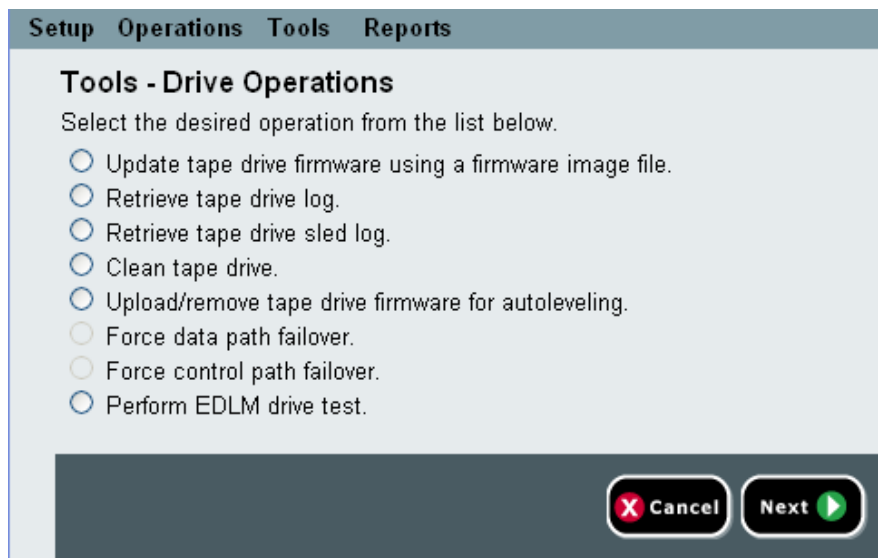 Setup Operations Tools Reports
Tools - Drive Operations
Select the desired operation from the list below.
Update tape drive firmware using a firmware image file.
Retrieve tape drive log.
Retrieve tape drive sled log.
Clean tape drive.
Upload/remove tape drive firmware for autoleveling.
Force data path failover.
Force control path failover.
Perform EDLM drive test.
Cancel Next